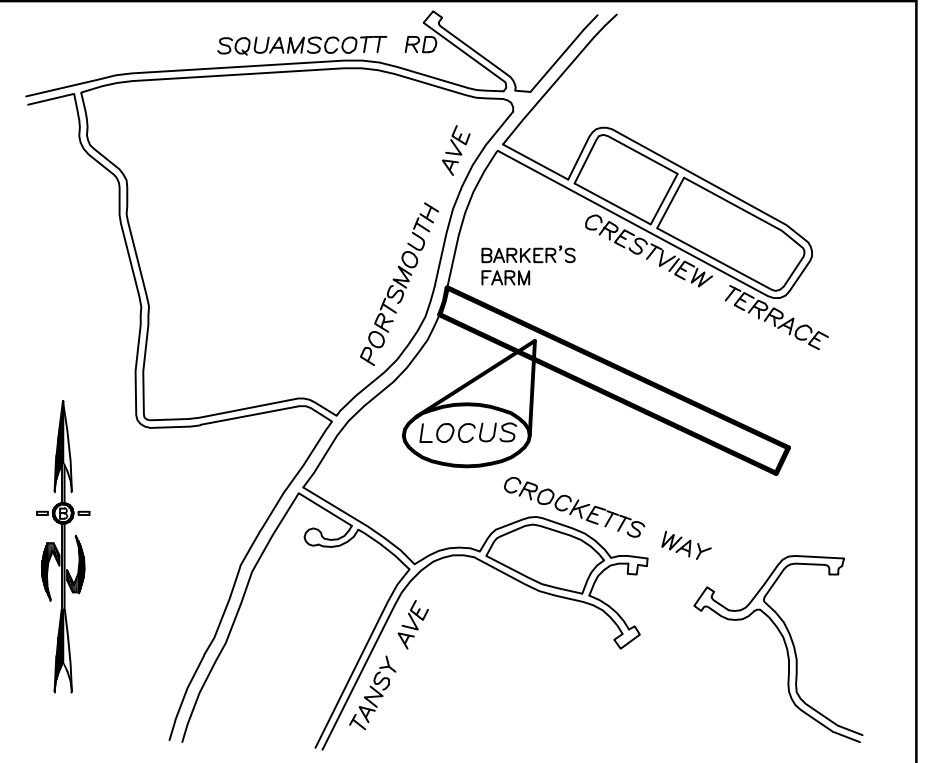 SQUAMSCOTT RD
PORTSMOUTH AVE
BARKER'S
FARM
CRESTVIEW TERRACE
LOCUS
CROCKETTS WAY
TANSY AVE
B
N